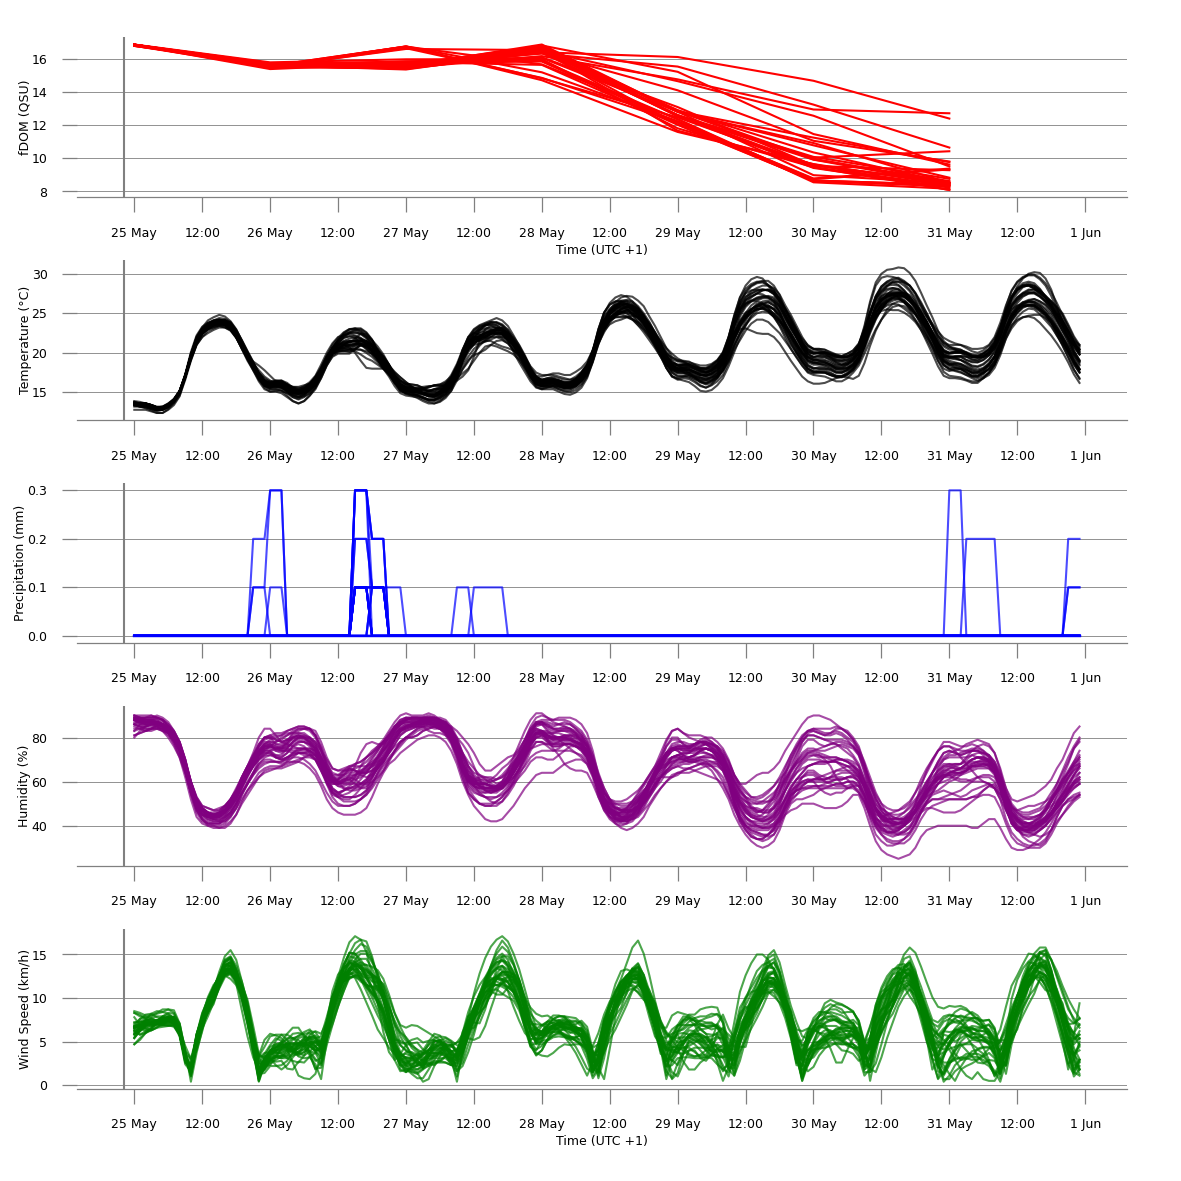 16
14
12
10
8
fDOM (QSU)
25 May 12:00 26 May 12:00 27 May 12:00 28 May 12:00 29 May 12:00 30 May 12:00 31 May 12:00 1 Jun
Time (UTC +1)
30
25
20
15
Temperature (°C)
25 May 12:00 26 May 12:00 27 May 12:00 28 May 12:00 29 May 12:00 30 May 12:00 31 May 12:00 1 Jun
0.3
0.2
0.1
0.0
Precipitation (mm)
25 May 12:00 26 May 12:00 27 May 12:00 28 May 12:00 29 May 12:00 30 May 12:00 31 May 12:00 1 Jun
80
60
40
Humidity (%)
25 May 12:00 26 May 12:00 27 May 12:00 28 May 12:00 29 May 12:00 30 May 12:00 31 May 12:00 1 Jun
15
10
5
0
Wind Speed (km/h)
25 May 12:00 26 May 12:00 27 May 12:00 28 May 12:00 29 May 12:00 30 May 12:00 31 May 12:00 1 Jun
Time (UTC +1)